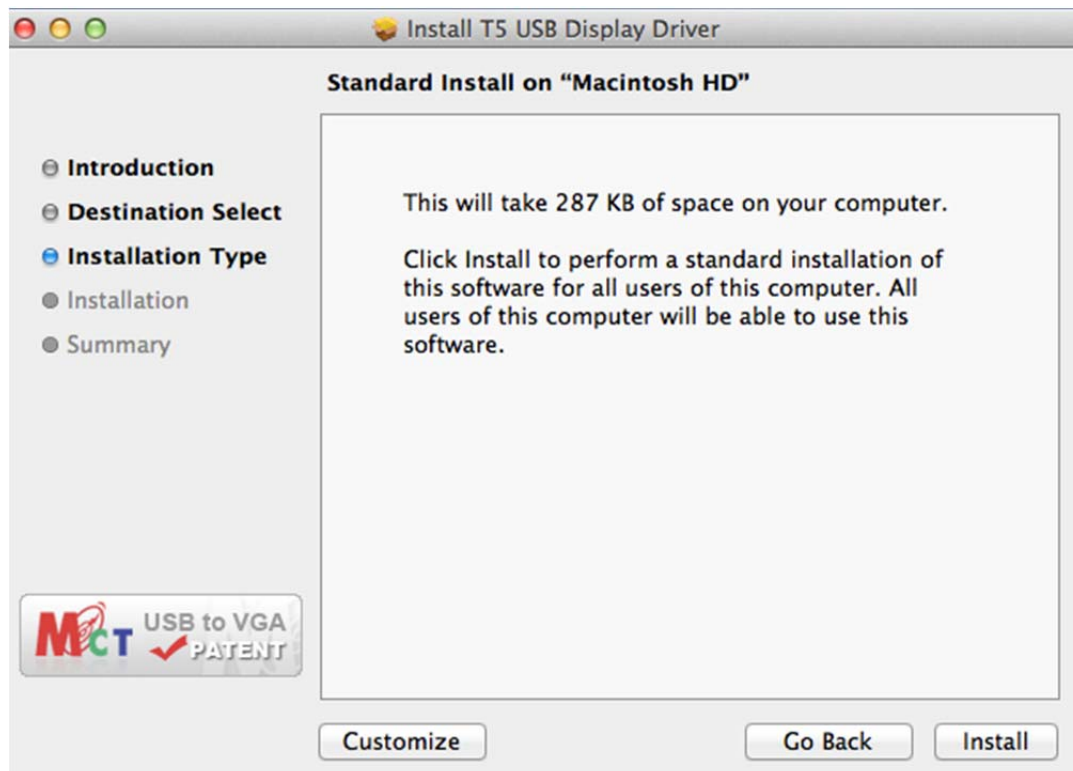 Install T5 USB Display Driver
Standard Install on “Macintosh HD”
Introduction
Destination Select
Installation Type
Installation
Summary
This will take 287 KB of space on your computer.
Click Install to perform a standard installation of
this software for all users of this computer. All
users of this computer will be able to use this
software.
MCT USB to VGA
PATENT
Customize
Go Back
Install